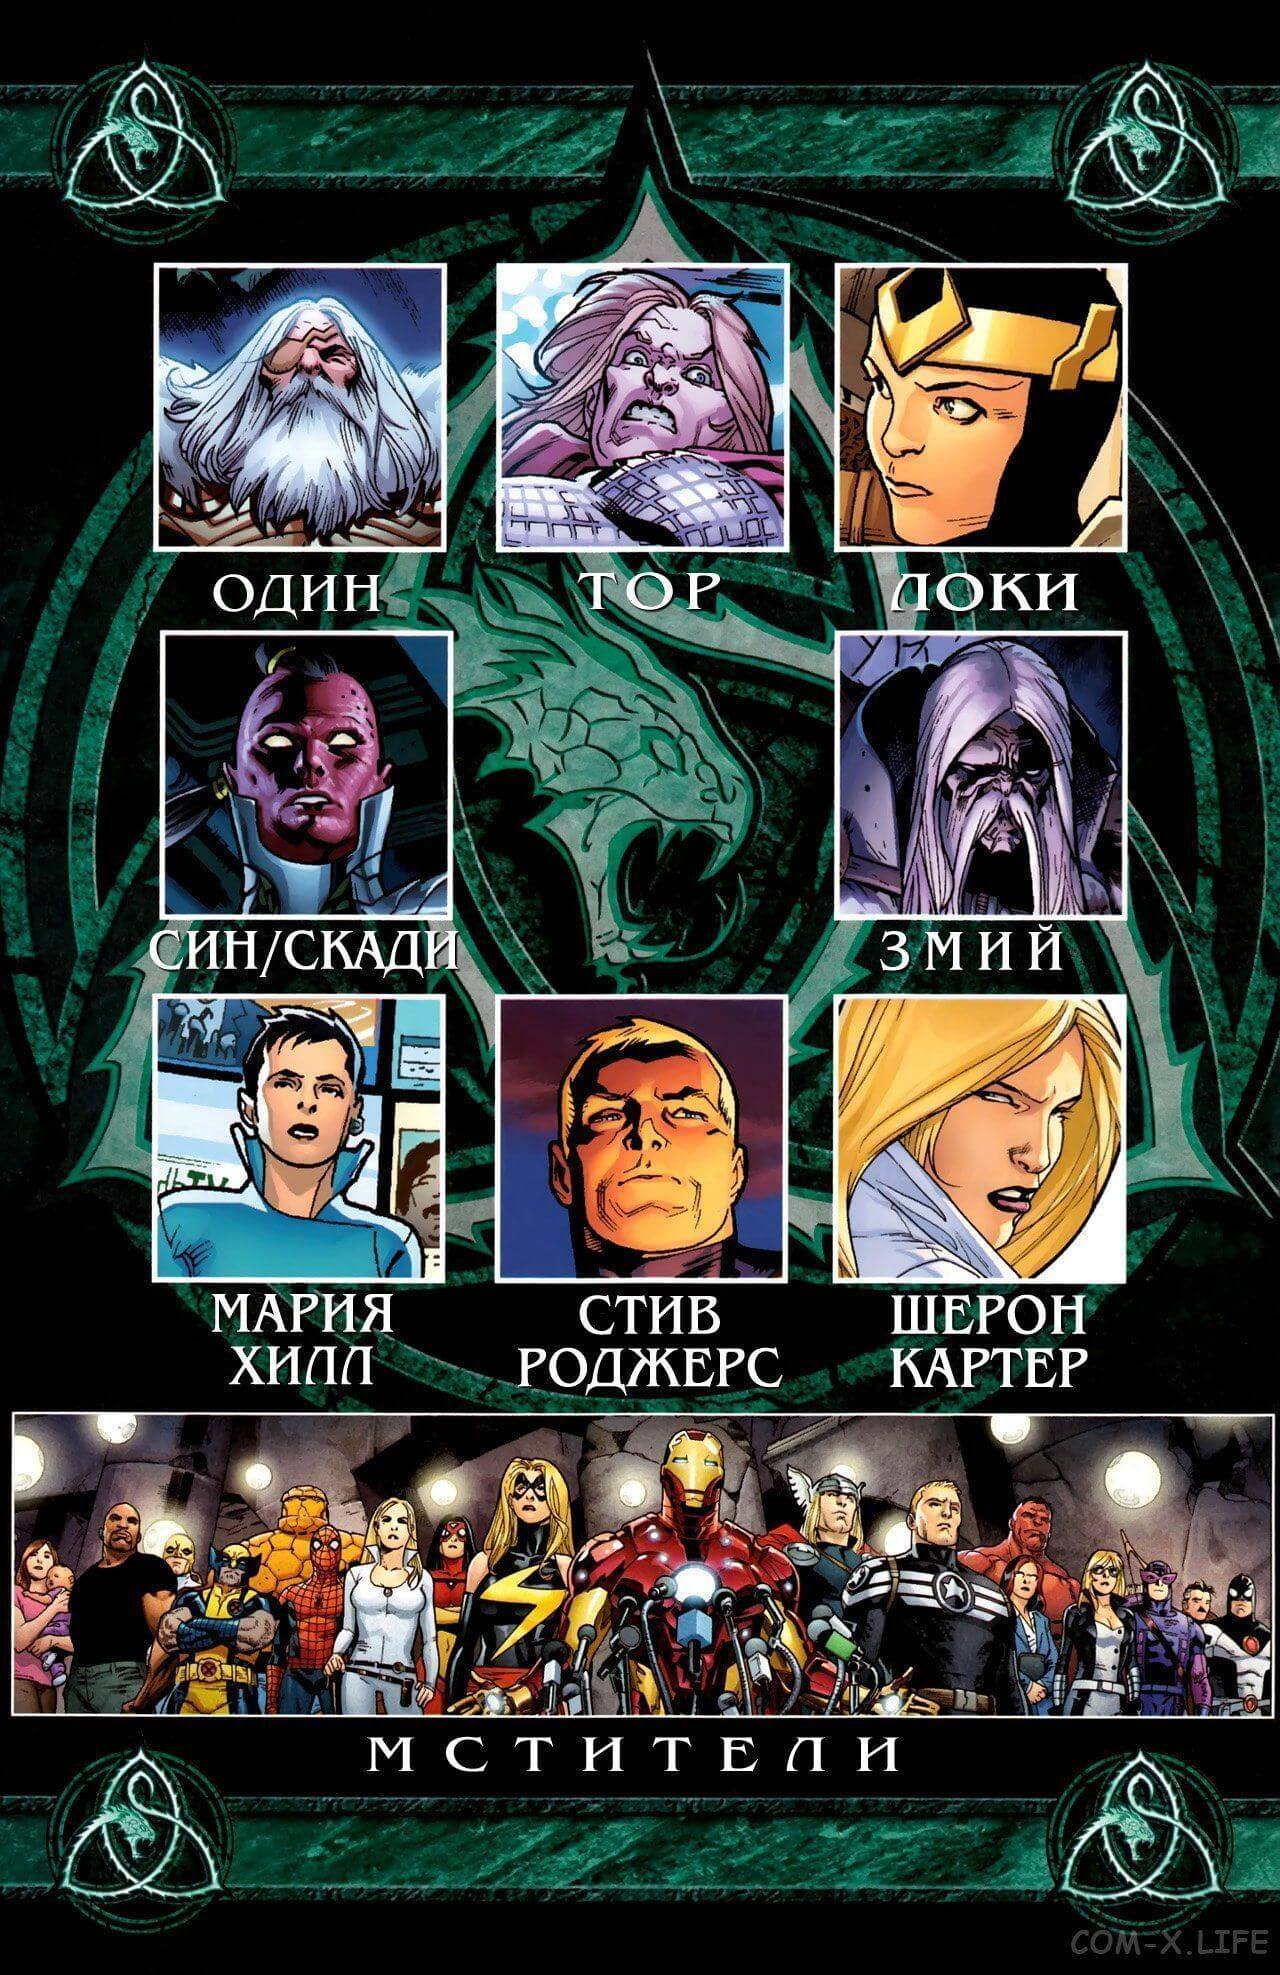 ОДИН
ТОР
ЛОКИ
СИН/СКАДИ
ЗМИЙ
МАРИЯ
ХИЛЛ
СТИВ
РОДЖЕРС
ШЕРОН
КАРТЕР
МСТИТЕЛИ
COM-X.LIFE